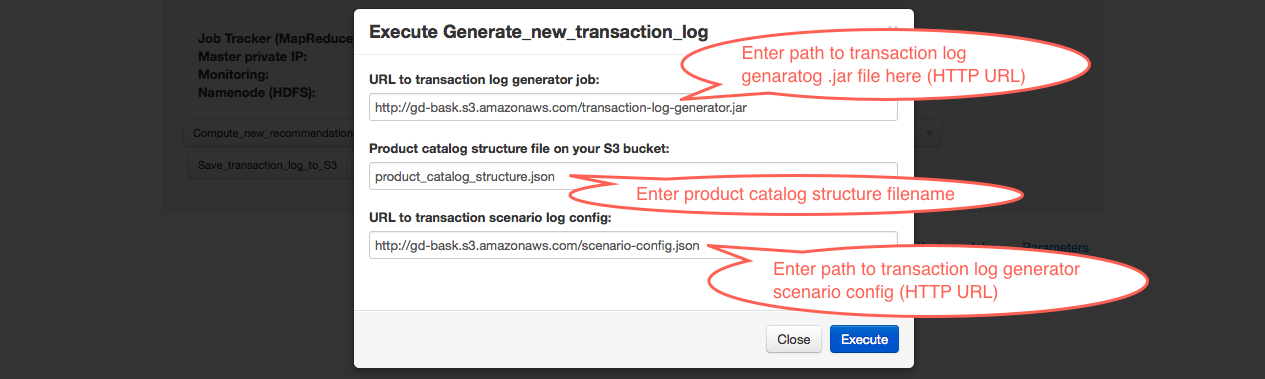 Execute Generate_new_transaction_log
Enter path to transaction log
genaratog .jar file here (HTTP URL)
Job Tracker (MapReduce
Master private IP:
Monitoring:
Namenode (HDFS):
URL to transaction log generator job:
http://gd-bask.s3.amazonaws.com/transaction-log-generator.jar
Compute_new_recommendation
Product catalog structure file on your S3 bucket:
Save_transaction_log_to_S3
product_catalog_structure.json
Enter product catalog structure filename
URL to transaction scenario log config:
http://gd-bask.s3.amazonaws.com/scenario-config.json
Parameters
Enter path to transaction log generator
scenario config (HTTP URL)
Close
Execute